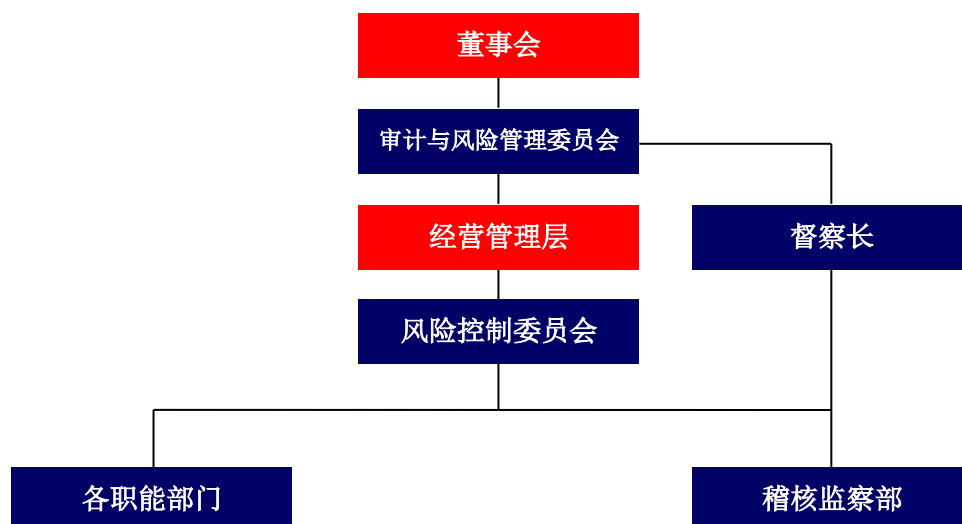 董事会
审计与风险管理委员会
经营管理层
督察长
风险控制委员会
各职能部门
稽核监察部